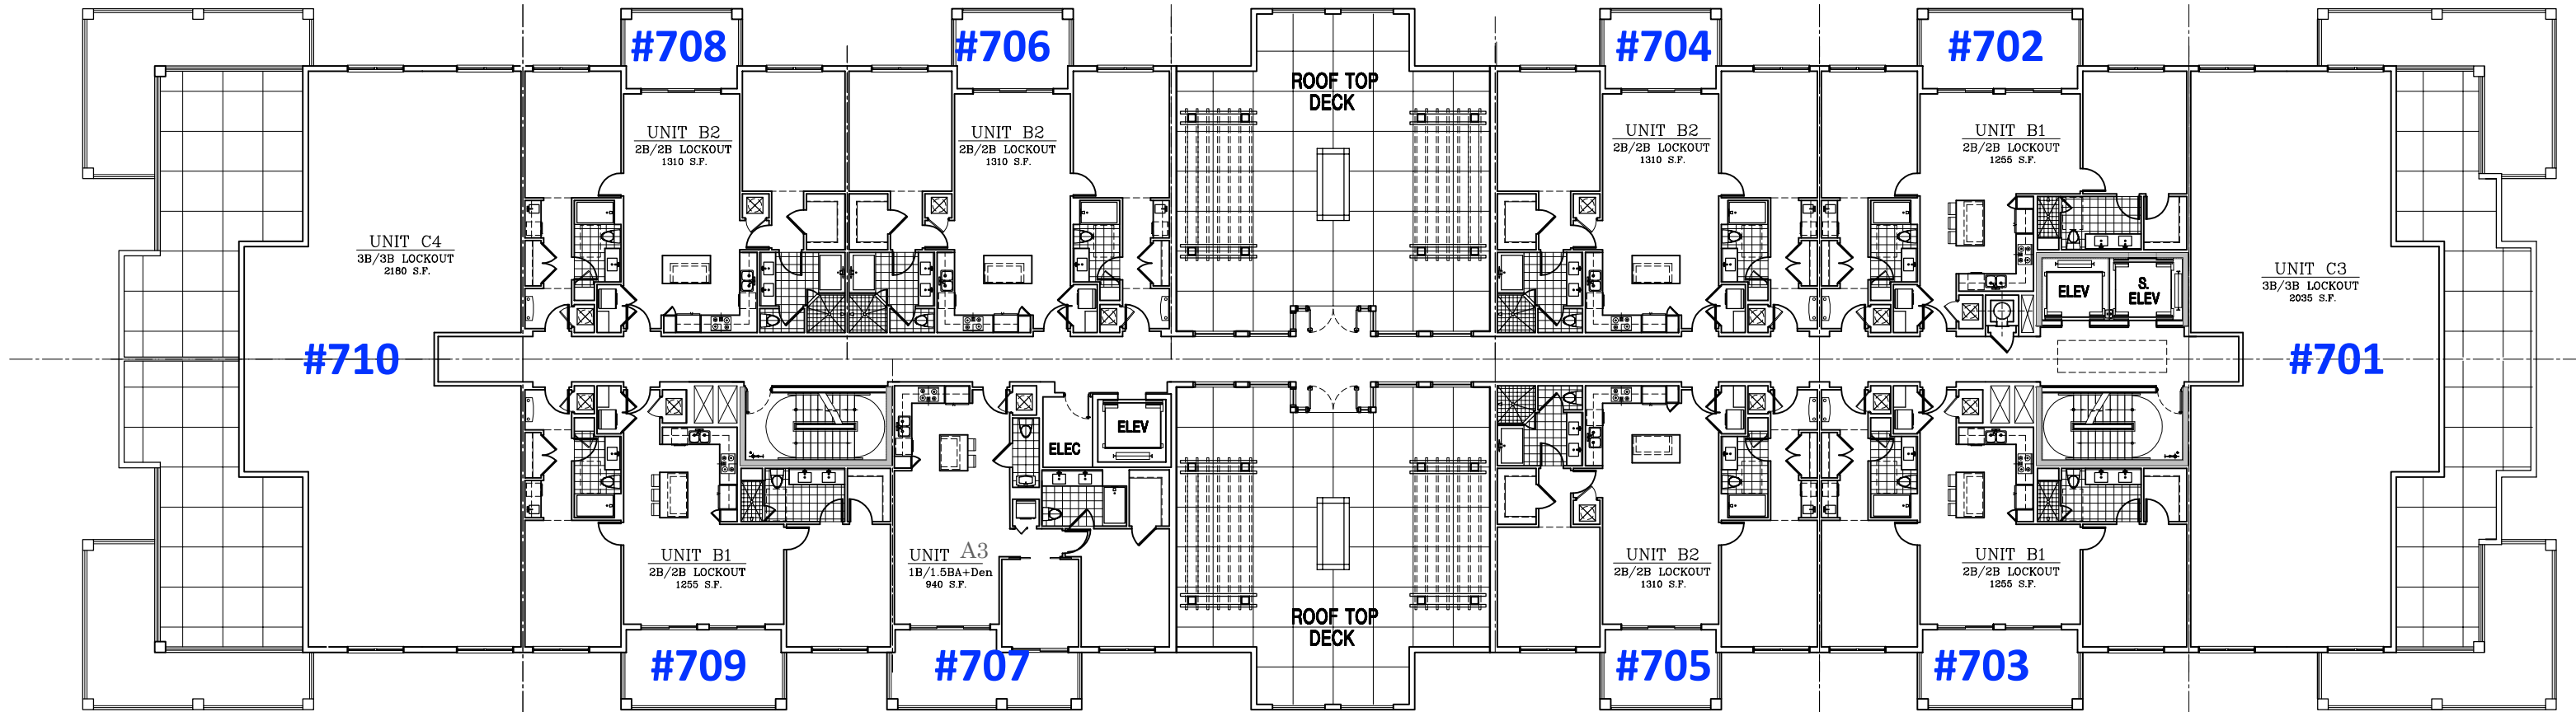 #708
#706
#704
#702
ROOF TOP
DECK
UNIT B2
2B/2B LOCKOUT
1310 S.F.
UNIT B2
2B/2B LOCKOUT
1310 S.F.
UNIT B2
2B/2B LOCKOUT
1310 S.F.
UNIT B1
2B/2B LOCKOUT
1255 S.F.
UNIT C4
3B/3B LOCKOUT
2180 S.F.
UNIT C3
3B/3B LOCKOUT
2035 S.F.
ELEV
S.
ELEV
#710
#701
ELEC
ELEV
UNIT B1
2B/2B LOCKOUT
1255 S.F.
UNIT A3
1B/1.5BA+Den
940 S.F.
UNIT B2
2B/2B LOCKOUT
1310 S.F.
UNIT B1
2B/2B LOCKOUT
1255 S.F.
ROOF TOP
DECK
#709
#707
#705
#703